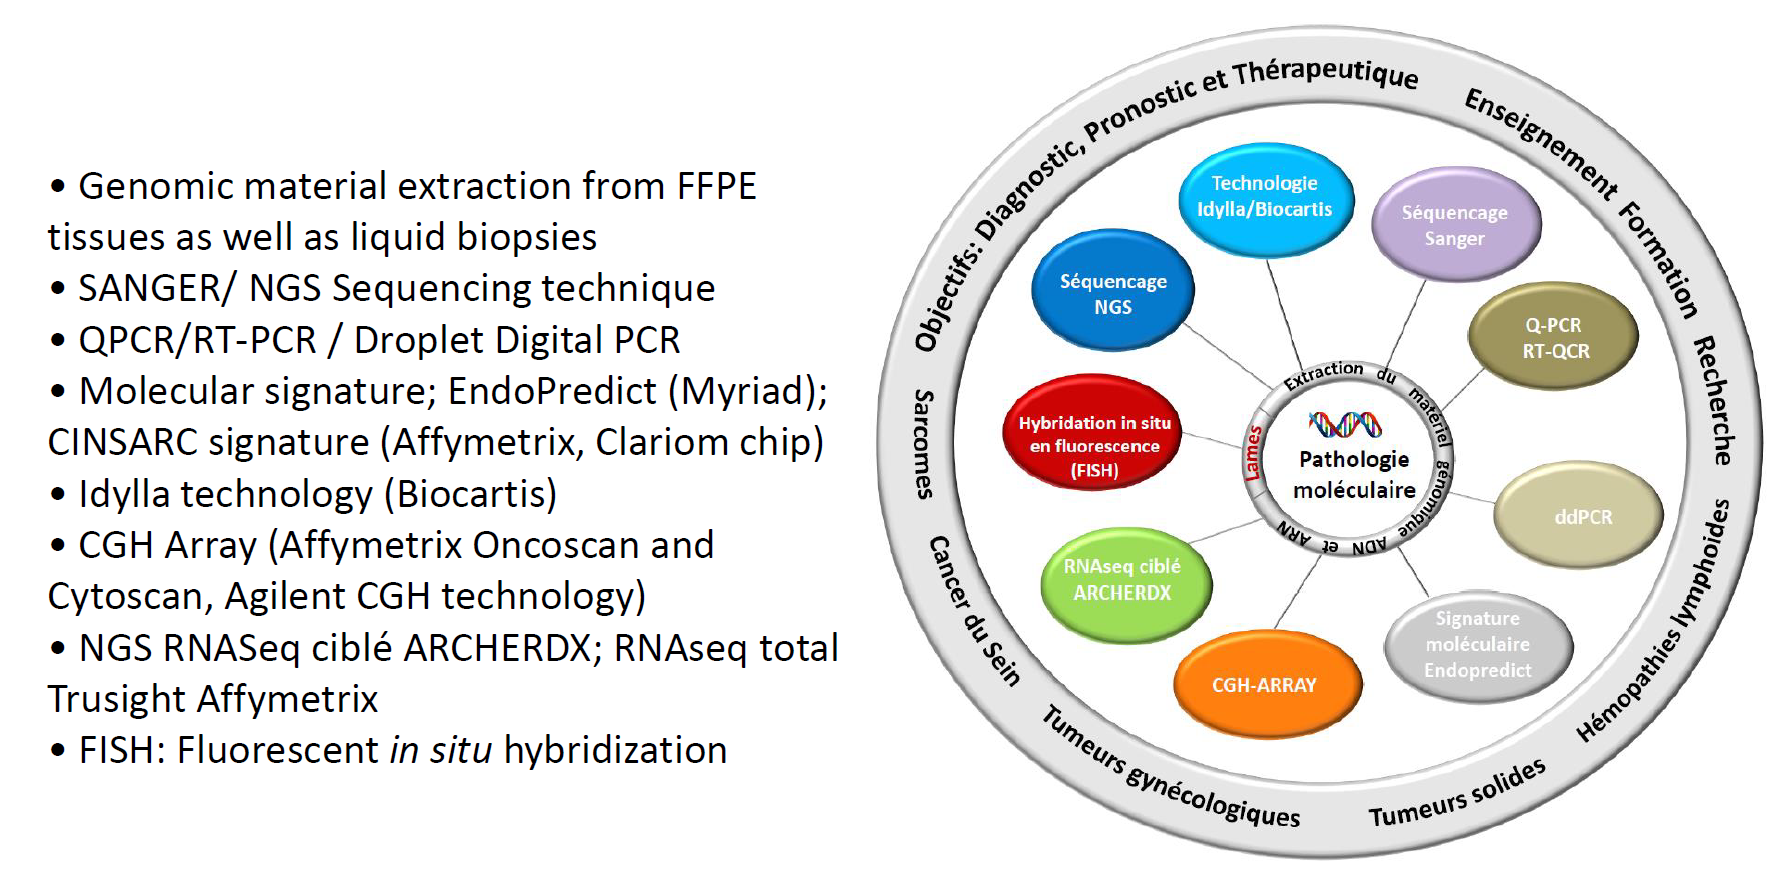 • Genomic material extraction from FFPE
tissues as well as liquid biopsies
• SANGER/ NGS Sequencing technique
• QPCR/RT-PCR / Droplet Digital PCR
• Molecular signature; EndoPredict (Myriad);
CINSARC signature (Affymetrix, Clariom chip)
• Idylla technology (Biocartis)
• CGH Array (Affymetrix Oncoscan and
Cytoscan, Agilent CGH technology)
• NGS RNASeq ciblé ARCHERDX; RNAseq total
Trusight Affymetrix
• FISH: Fluorescent in situ hybridization
Objectifs: Diagnostic, Pronostic et Thérapeutique
Enseignement
Formation
Recherche
Hémopathies lymphoides
Tumeurs solides
Tumeurs gynécologiques
Cancer du Sein
Sarcomes
Technologie
Idylla/Biocartis
Séquencage
Sanger
Q-PCR
RT-QCR
ddPCR
Signature
moléculaire
Endopredict
CGH-ARRAY
RNAseq ciblé
ARCHERDX
Hybridation in situ
en fluorescence
(FISH)
Séquencage
NGS
Extraction du matériel génomique ADN et ARN
Lames
Pathologie
moléculaire